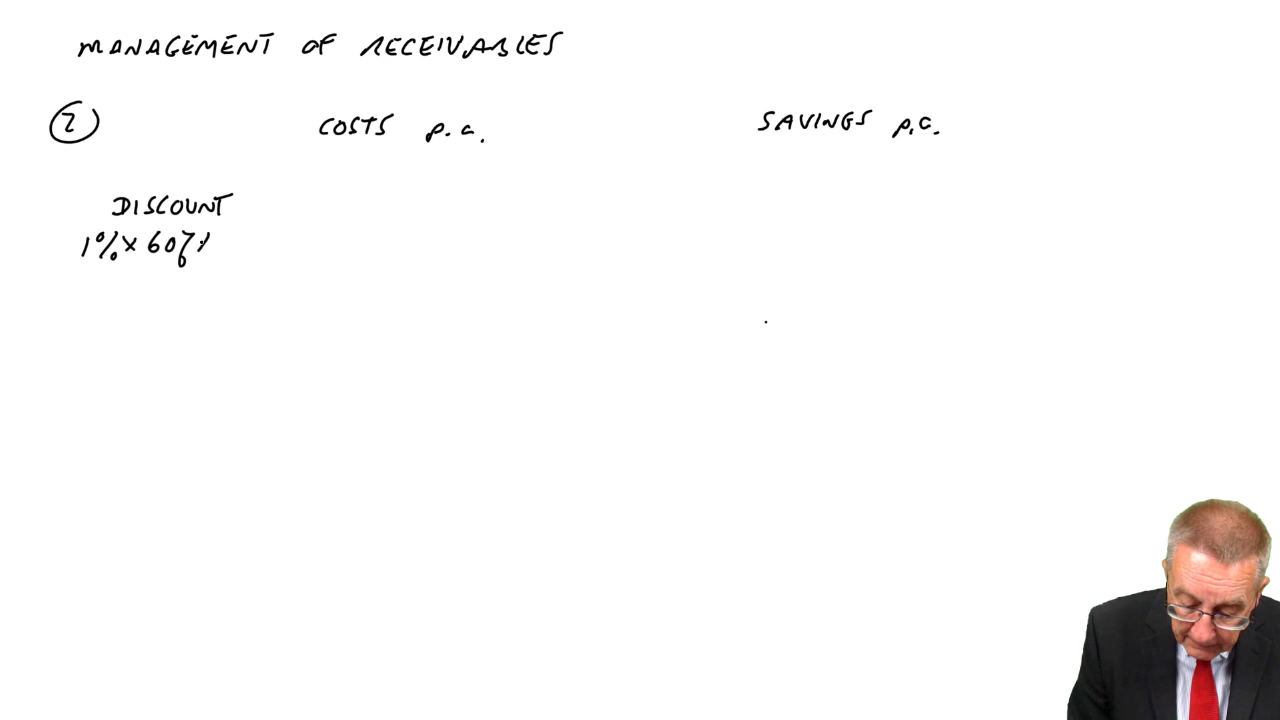 MANAGEMENT OF RECEIVABLES
2 COSTS p.a. SAVINGS p.a.
DISCOUNT
1% × 60%